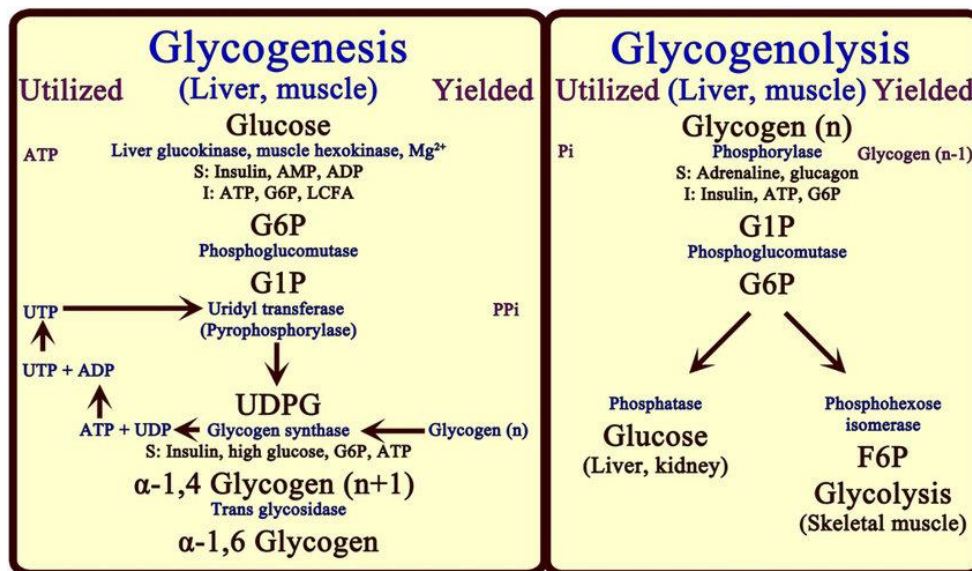 Glycogenesis
Utilized (Liver, muscle) Yielded
Glucose
ATP Liver glucokinase, muscle hexokinase, Mg²⁺
S: Insulin, AMP, ADP
I: ATP, G6P, LCFA
G6P
Phosphoglucomutase
G1P
UTP Uridyl transferase PPi
(Pyrophosphorylase)
UTP + ADP
UDPG
ATP + UDP Glycogen synthase Glycogen (n)
S: Insulin, high glucose, G6P, ATP
α-1,4 Glycogen (n+1)
Trans glycosidase
α-1,6 Glycogen
Glycogenolysis
Utilized (Liver, muscle) Yielded
Glycogen (n)
Pi Phosphorylase Glycogen (n-1)
S: Adrenaline, glucagon
I: Insulin, ATP, G6P
G1P
Phosphoglucomutase
G6P
Phosphatase
Glucose
(Liver, kidney)
Phosphohexose
isomerase
F6P
Glycolysis
(Skeletal muscle)